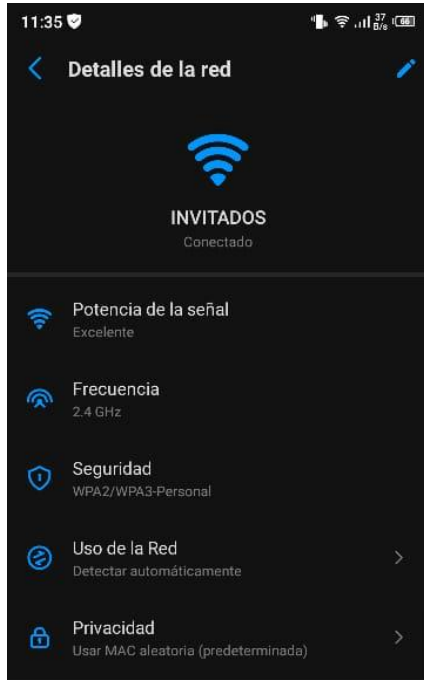 11:35 37 B/s 66
Detalles de la red
INVITADOS
Conectado
Potencia de la señal
Excelente
Frecuencia
2.4 GHz
Seguridad
WPA2/WPA3-Personal
Uso de la Red
Detectar automáticamente
Privacidad
Usar MAC aleatoria (predeterminada)